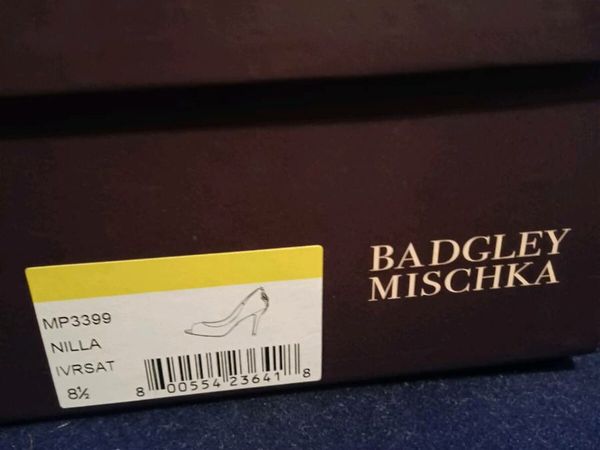 BADGLEY
MISCHKA
MP3399
NILLA
IVRSAT
8½
8 00554 23641 8